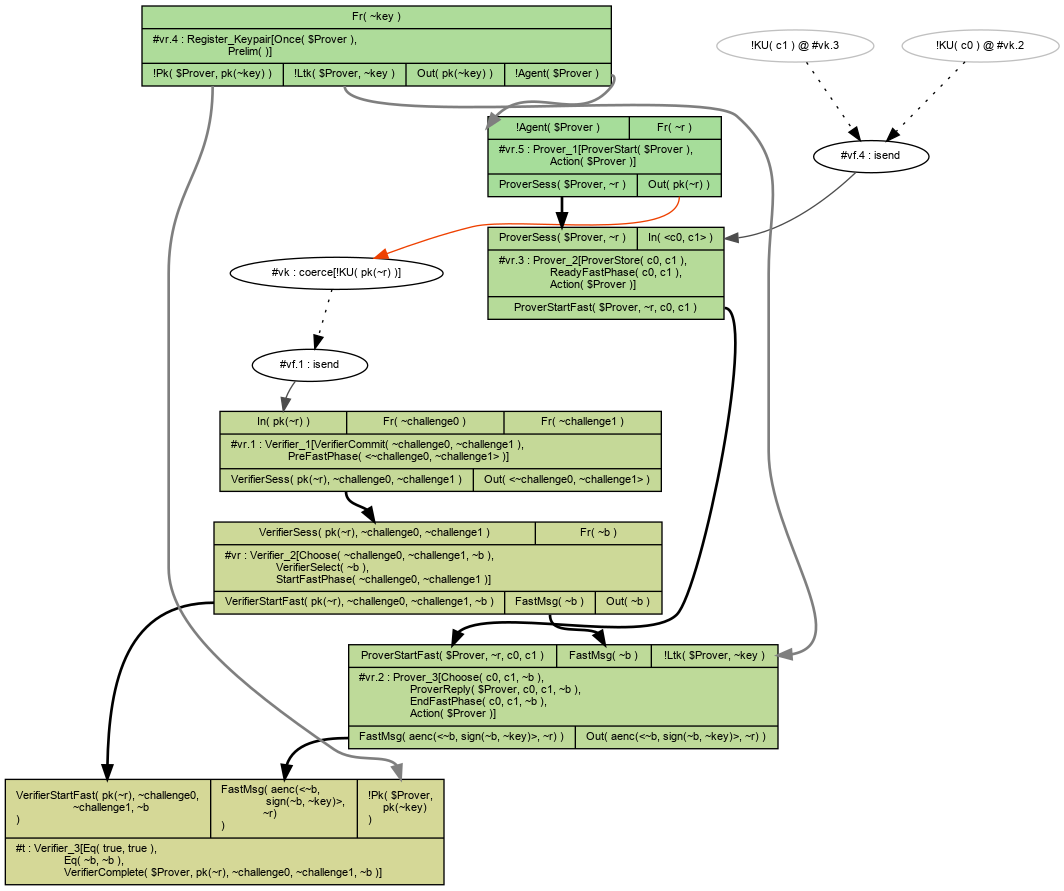 Fr( ~key )
#vr.4 : Register_Keypair[Once( $Prover ),
Prelim( )]
!Pk( $Prover, pk(~key) )
!Ltk( $Prover, ~key )
Out( pk(~key) )
!Agent( $Prover )
!KU( c1 ) @ #vk.3
!KU( c0 ) @ #vk.2
!Agent( $Prover )
Fr( ~r )
#vr.5 : Prover_1[ProverStart( $Prover ),
Action( $Prover )]
ProverSess( $Prover, ~r )
Out( pk(~r) )
#vf.4 : isend
ProverSess( $Prover, ~r )
In( <c0, c1> )
#vr.3 : Prover_2[ProverStore( c0, c1 ),
ReadyFastPhase( c0, c1 ),
Action( $Prover )]
ProverStartFast( $Prover, ~r, c0, c1 )
#vk : coerce[!KU( pk(~r) )]
#vf.1 : isend
In( pk(~r) )
Fr( ~challenge0 )
Fr( ~challenge1 )
#vr.1 : Verifier_1[VerifierCommit( ~challenge0, ~challenge1 ),
PreFastPhase( <~challenge0, ~challenge1> )]
VerifierSess( pk(~r), ~challenge0, ~challenge1 )
Out( <~challenge0, ~challenge1> )
VerifierSess( pk(~r), ~challenge0, ~challenge1 )
Fr( ~b )
#vr : Verifier_2[Choose( ~challenge0, ~challenge1, ~b ),
VerifierSelect( ~b ),
StartFastPhase( ~challenge0, ~challenge1 )]
VerifierStartFast( pk(~r), ~challenge0, ~challenge1, ~b )
FastMsg( ~b )
Out( ~b )
ProverStartFast( $Prover, ~r, c0, c1 )
FastMsg( ~b )
!Ltk( $Prover, ~key )
#vr.2 : Prover_3[Choose( c0, c1, ~b ),
ProverReply( $Prover, c0, c1, ~b ),
EndFastPhase( c0, c1, ~b ),
Action( $Prover )]
FastMsg( aenc(<~b, sign(~b, ~key)>, ~r) )
Out( aenc(<~b, sign(~b, ~key)>, ~r) )
VerifierStartFast( pk(~r), ~challenge0,
~challenge1, ~b
)
FastMsg( aenc(<~b,
sign(~b, ~key)>,
~r)
)
!Pk( $Prover,
pk(~key)
)
#t : Verifier_3[Eq( true, true ),
Eq( ~b, ~b ),
VerifierComplete( $Prover, pk(~r), ~challenge0, ~challenge1, ~b )]